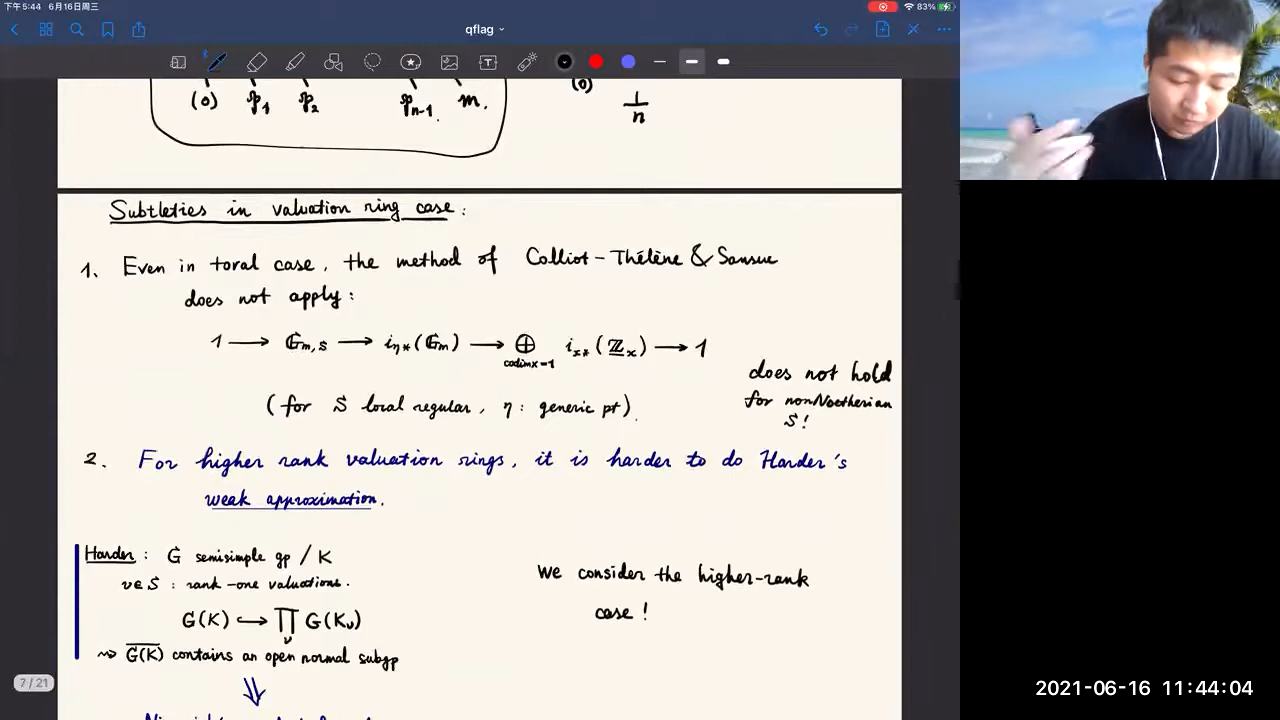 下午5:44 6月16日周三
83%
qflag
(0) 𝔭1 𝔭2 𝔭n-1 m.
(0)
1/n
Subtleties in valuation ring case:
1. Even in toral case, the method of Colliot-Thélène & Sansuc
does not apply:
1 → 𝔾m,S → iη*(𝔾m) → ⊕codim x=1 ix*(ℤx) → 1
does not hold
for nonNoetherian
S!
(for S local regular, η: generic pt).
2. For higher rank valuation rings, it is harder to do Harder's
weak approximation.
Harder: G semisimple gp / K
v∈S: rank-one valuations.
G(K) ↪ ∏v G(Kv)
⇝ G(K)‾ contains an open normal subgp
⇓
We consider the higher-rank
case!
7 / 21
2021-06-16 11:44:04